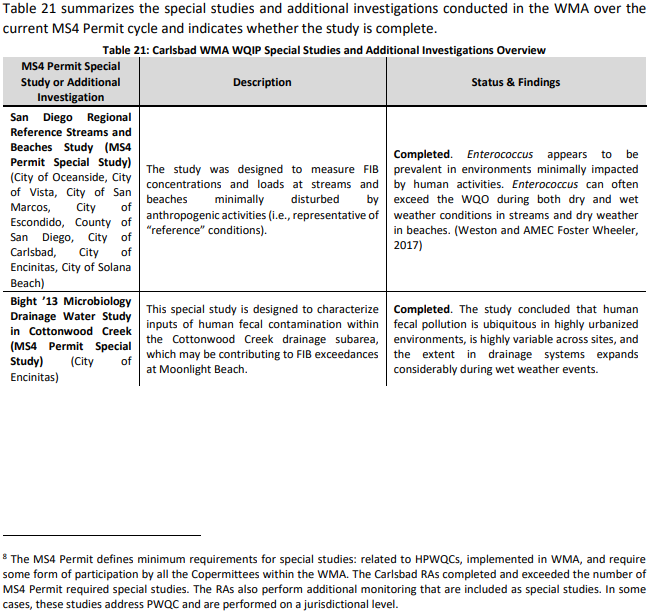 Table 21 summarizes the special studies and additional investigations conducted in the WMA over the
current MS4 Permit cycle and indicates whether the study is complete.
Table 21: Carlsbad WMA WQIP Special Studies and Additional Investigations Overview
MS4 Permit Special
Study or Additional
Investigation
Description
Status & Findings
San Diego Regional
Reference Streams and
Beaches Study (MS4
Permit Special Study)
(City of Oceanside, City
of Vista, City of San
Marcos, City of
Escondido, County of
San Diego, City of
Carlsbad, City of
Encinitas, City of Solana
Beach)
The study was designed to measure FIB
concentrations and loads at streams and
beaches minimally disturbed by
anthropogenic activities (i.e., representative of
“reference” conditions).
Completed. Enterococcus appears to be
prevalent in environments minimally impacted
by human activities. Enterococcus can often
exceed the WQO during both dry and wet
weather conditions in streams and dry weather
in beaches. (Weston and AMEC Foster Wheeler,
2017)
Bight ’13 Microbiology
Drainage Water Study
in Cottonwood Creek
(MS4 Permit Special
Study) (City of
Encinitas)
This special study is designed to characterize
inputs of human fecal contamination within
the Cottonwood Creek drainage subarea,
which may be contributing to FIB exceedances
at Moonlight Beach.
Completed. The study concluded that human
fecal pollution is ubiquitous in highly urbanized
environments, is highly variable across sites, and
the extent in drainage systems expands
considerably during wet weather events.
8 The MS4 Permit defines minimum requirements for special studies: related to HPWQCs, implemented in WMA, and require
some form of participation by all the Copermittees within the WMA. The Carlsbad RAs completed and exceeded the number of
MS4 Permit required special studies. The RAs also perform additional monitoring that are included as special studies. In some
cases, these studies address PWQC and are performed on a jurisdictional level.